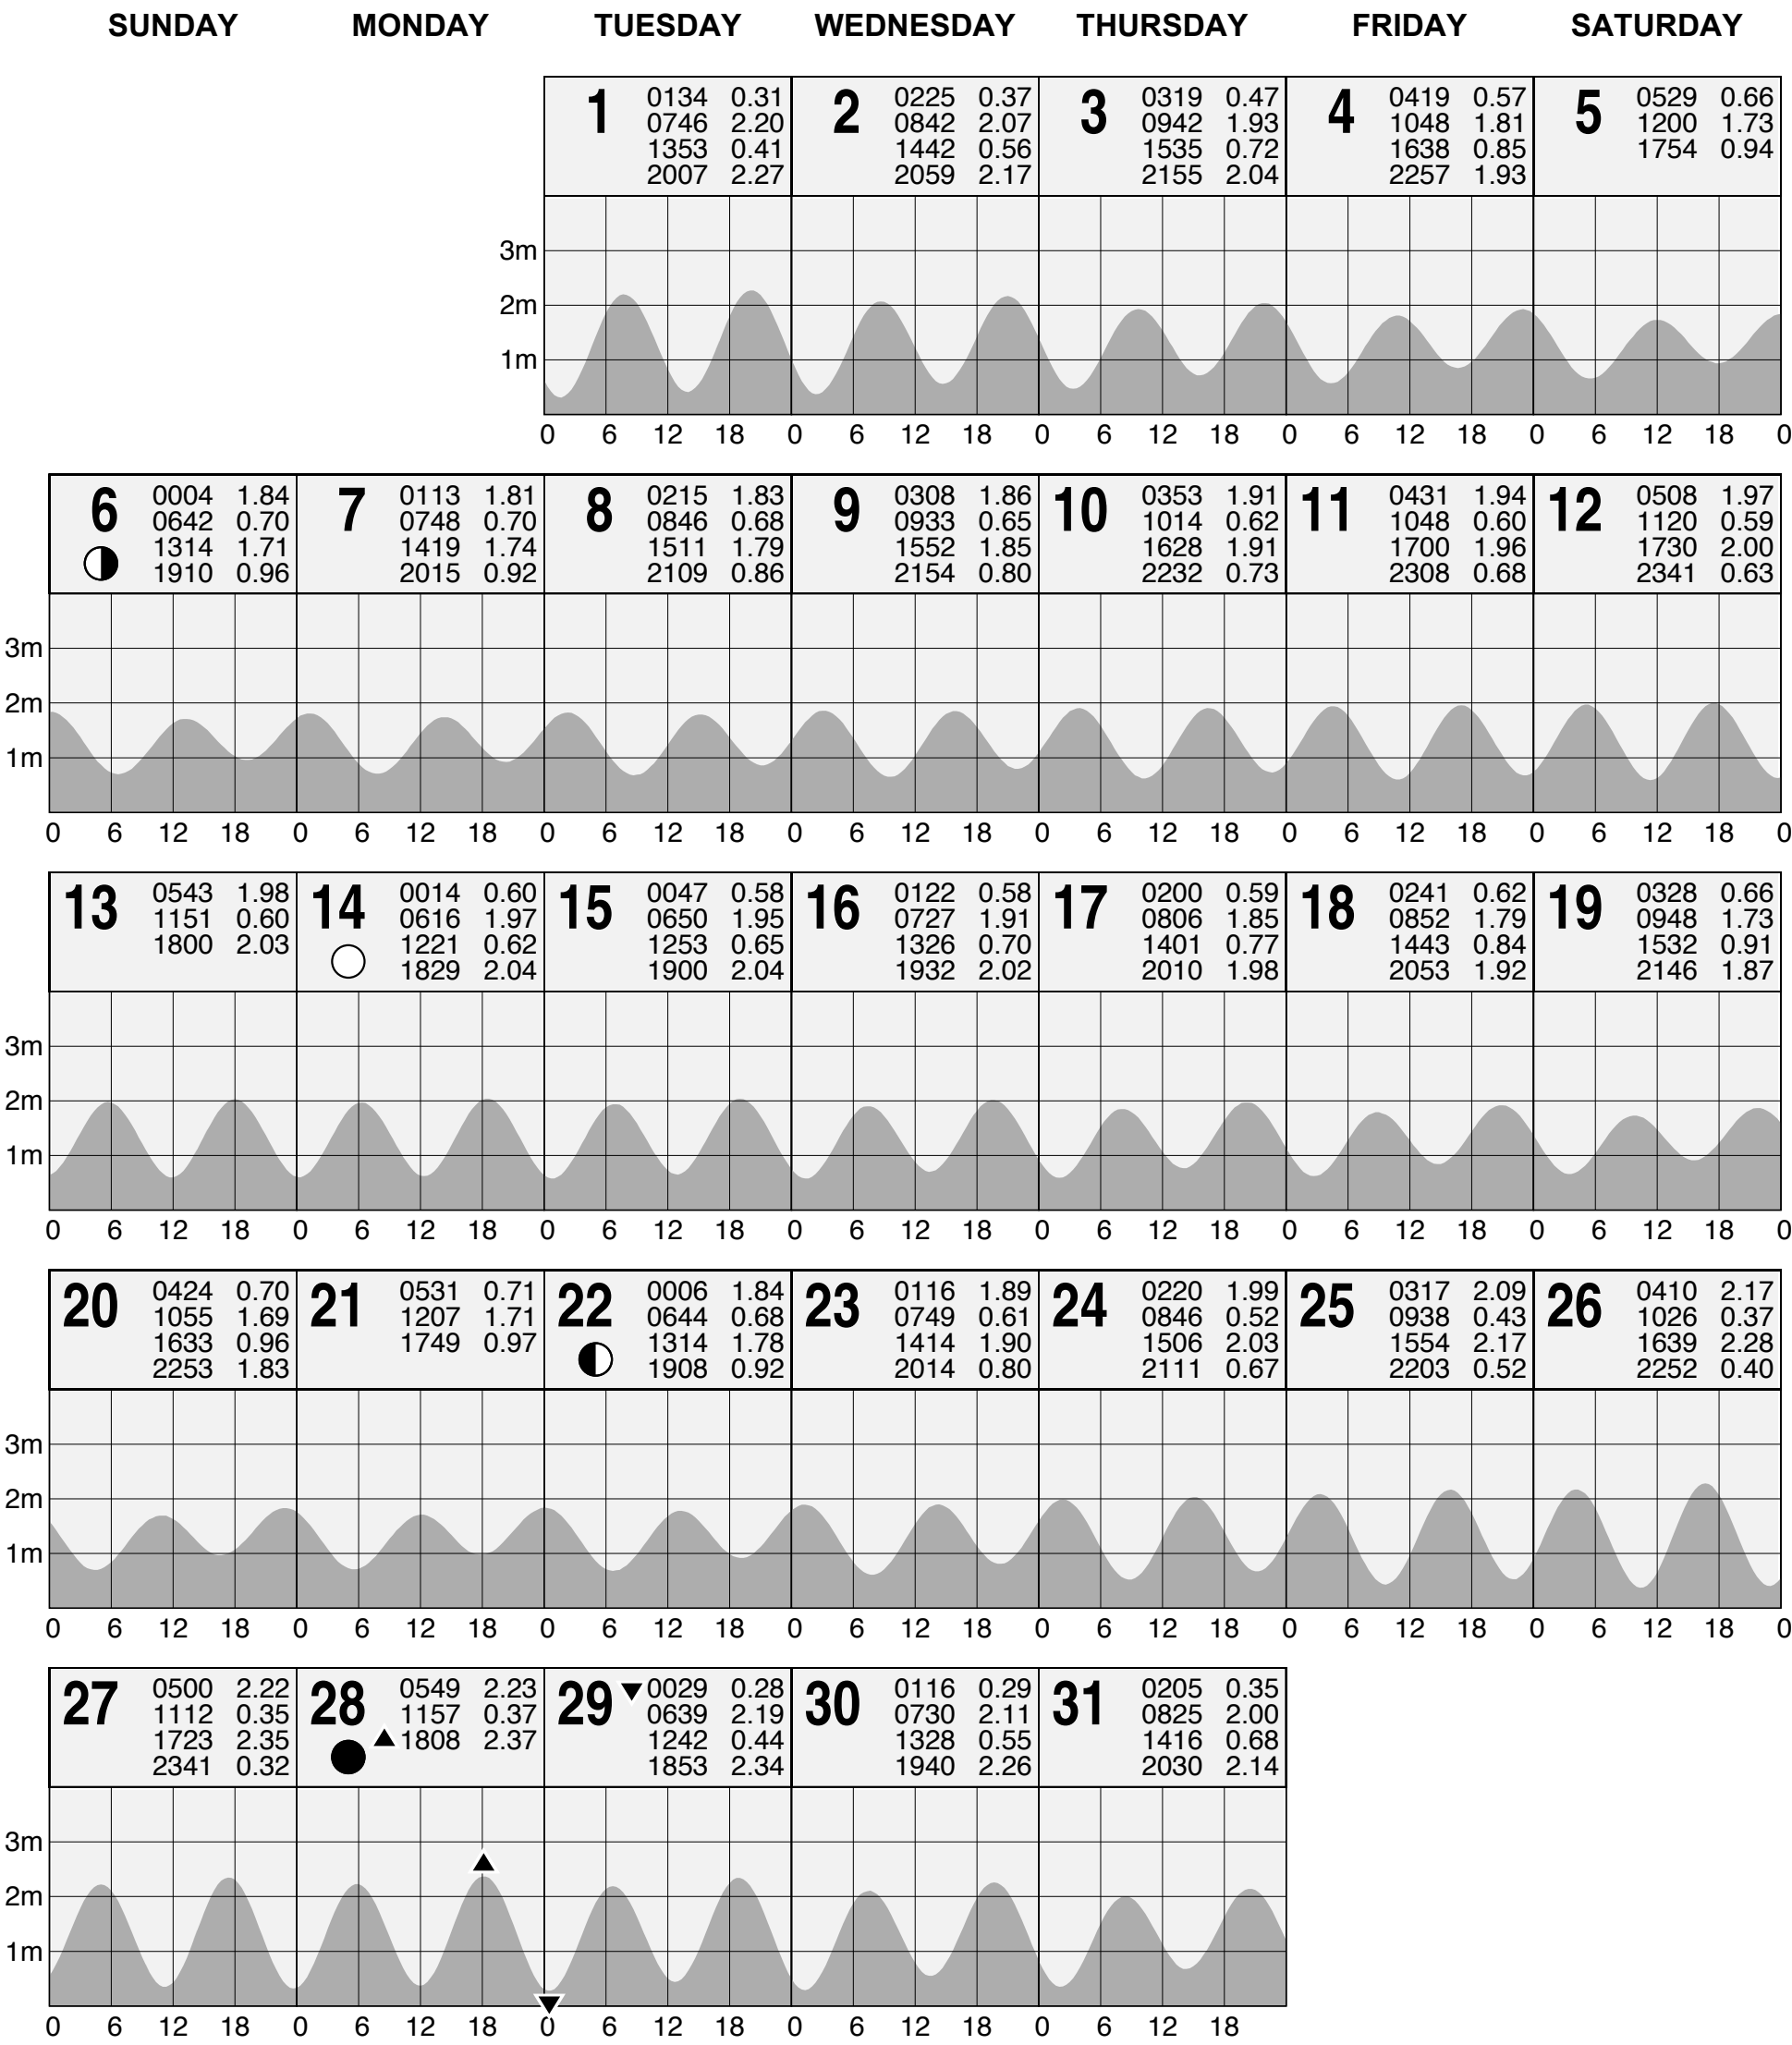 SUNDAY MONDAY TUESDAY WEDNESDAY THURSDAY FRIDAY SATURDAY
1 0134 0.31 2 0225 0.37 3 0319 0.47 4 0419 0.57 5 0529 0.66
0746 2.20 0842 2.07 0942 1.93 1048 1.81 1200 1.73
1353 0.41 1442 0.56 1535 0.72 1638 0.85 1754 0.94
2007 2.27 2059 2.17 2155 2.04 2257 1.93
3m
2m
1m
0 6 12 18 0 6 12 18 0 6 12 18 0 6 12 18 0 6 12 18 0
6 0004 1.84 7 0113 1.81 8 0215 1.83 9 0308 1.86 10 0353 1.91 11 0431 1.94 12 0508 1.97
0642 0.70 0748 0.70 0846 0.68 0933 0.65 1014 0.62 1048 0.60 1120 0.59
1314 1.71 1419 1.74 1511 1.79 1552 1.85 1628 1.91 1700 1.96 1730 2.00
1910 0.96 2015 0.92 2109 0.86 2154 0.80 2232 0.73 2308 0.68 2341 0.63
3m
2m
1m
0 6 12 18 0 6 12 18 0 6 12 18 0 6 12 18 0 6 12 18 0 6 12 18 0 6 12 18 0
13 0543 1.98 14 0014 0.60 15 0047 0.58 16 0122 0.58 17 0200 0.59 18 0241 0.62 19 0328 0.66
1151 0.60 0616 1.97 0650 1.95 0727 1.91 0806 1.85 0852 1.79 0948 1.73
1800 2.03 1221 0.62 1253 0.65 1326 0.70 1401 0.77 1443 0.84 1532 0.91
1829 2.04 1900 2.04 1932 2.02 2010 1.98 2053 1.92 2146 1.87
3m
2m
1m
0 6 12 18 0 6 12 18 0 6 12 18 0 6 12 18 0 6 12 18 0 6 12 18 0 6 12 18 0
20 0424 0.70 21 0531 0.71 22 0006 1.84 23 0116 1.89 24 0220 1.99 25 0317 2.09 26 0410 2.17
1055 1.69 1207 1.71 0644 0.68 0749 0.61 0846 0.52 0938 0.43 1026 0.37
1633 0.96 1749 0.97 1314 1.78 1414 1.90 1506 2.03 1554 2.17 1639 2.28
2253 1.83 1908 0.92 2014 0.80 2111 0.67 2203 0.52 2252 0.40
3m
2m
1m
0 6 12 18 0 6 12 18 0 6 12 18 0 6 12 18 0 6 12 18 0 6 12 18 0 6 12 18 0
27 0500 2.22 28 0549 2.23 29 0029 0.28 30 0116 0.29 31 0205 0.35
1112 0.35 1157 0.37 0639 2.19 0730 2.11 0825 2.00
1723 2.35 1808 2.37 1242 0.44 1328 0.55 1416 0.68
2341 0.32 1853 2.34 1940 2.26 2030 2.14
3m
2m
1m
0 6 12 18 0 6 12 18 0 6 12 18 0 6 12 18 0 6 12 18